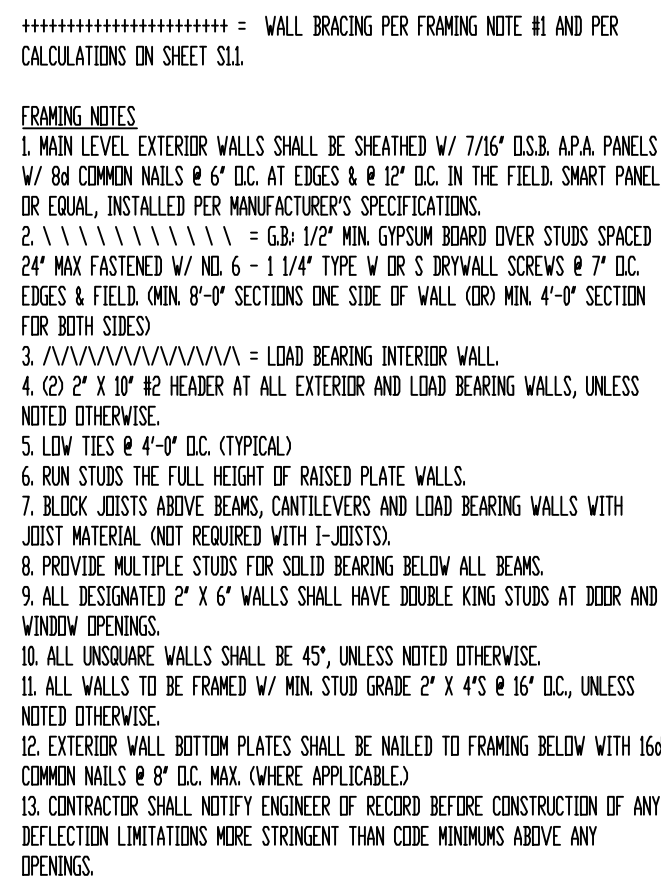 +++++++++++++++++++++++ = WALL BRACING PER FRAMING NOTE #1 AND PER
CALCULATIONS ON SHEET S1.1.
FRAMING NOTES
1. MAIN LEVEL EXTERIOR WALLS SHALL BE SHEATHED W/ 7/16" O.S.B. A.P.A. PANELS
W/ 8d COMMON NAILS @ 6" O.C. AT EDGES & @ 12" O.C. IN THE FIELD. SMART PANEL
OR EQUAL, INSTALLED PER MANUFACTURER'S SPECIFICATIONS.
2. \ \ \ \ \ \ \ \ \ \ \ = G.B.: 1/2" MIN. GYPSUM BOARD OVER STUDS SPACED
24" MAX FASTENED W/ NO. 6 - 1 1/4" TYPE W OR S DRYWALL SCREWS @ 7" O.C.
EDGES & FIELD. (MIN. 8'-0" SECTIONS ONE SIDE OF WALL (OR) MIN. 4'-0" SECTION
FOR BOTH SIDES)
3. /\/\/\/\/\/\/\/\/\/\/\ = LOAD BEARING INTERIOR WALL.
4. (2) 2" X 10" #2 HEADER AT ALL EXTERIOR AND LOAD BEARING WALLS, UNLESS
NOTED OTHERWISE.
5. LOW TIES @ 4'-0" O.C. (TYPICAL)
6. RUN STUDS THE FULL HEIGHT OF RAISED PLATE WALLS.
7. BLOCK JOISTS ABOVE BEAMS, CANTILEVERS AND LOAD BEARING WALLS WITH
JOIST MATERIAL (NOT REQUIRED WITH I-JOISTS).
8. PROVIDE MULTIPLE STUDS FOR SOLID BEARING BELOW ALL BEAMS.
9. ALL DESIGNATED 2" X 6" WALLS SHALL HAVE DOUBLE KING STUDS AT DOOR AND
WINDOW OPENINGS.
10. ALL UNSQUARE WALLS SHALL BE 45°, UNLESS NOTED OTHERWISE.
11. ALL WALLS TO BE FRAMED W/ MIN. STUD GRADE 2" X 4"S @ 16" O.C., UNLESS
NOTED OTHERWISE.
12. EXTERIOR WALL BOTTOM PLATES SHALL BE NAILED TO FRAMING BELOW WITH 16d
COMMON NAILS @ 8" O.C. MAX. (WHERE APPLICABLE.)
13. CONTRACTOR SHALL NOTIFY ENGINEER OF RECORD BEFORE CONSTRUCTION OF ANY
DEFLECTION LIMITATIONS MORE STRINGENT THAN CODE MINIMUMS ABOVE ANY
OPENINGS.